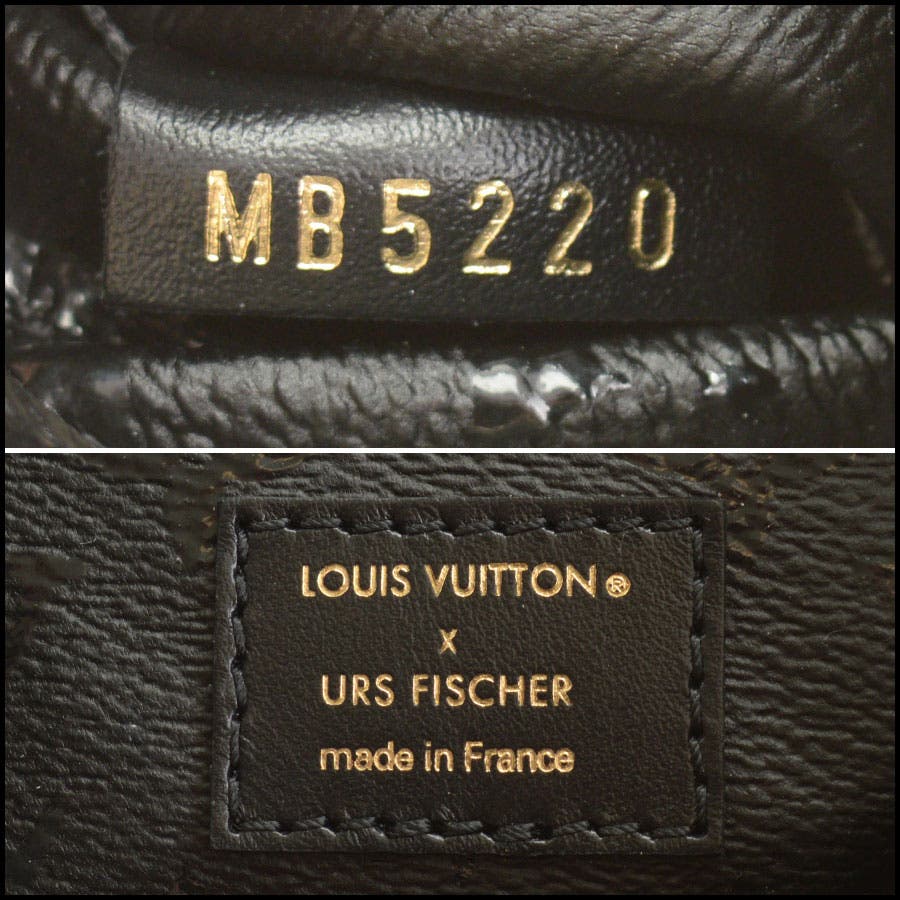 MB5220
LOUIS VUITTON®
x
URS FISCHER
made in France